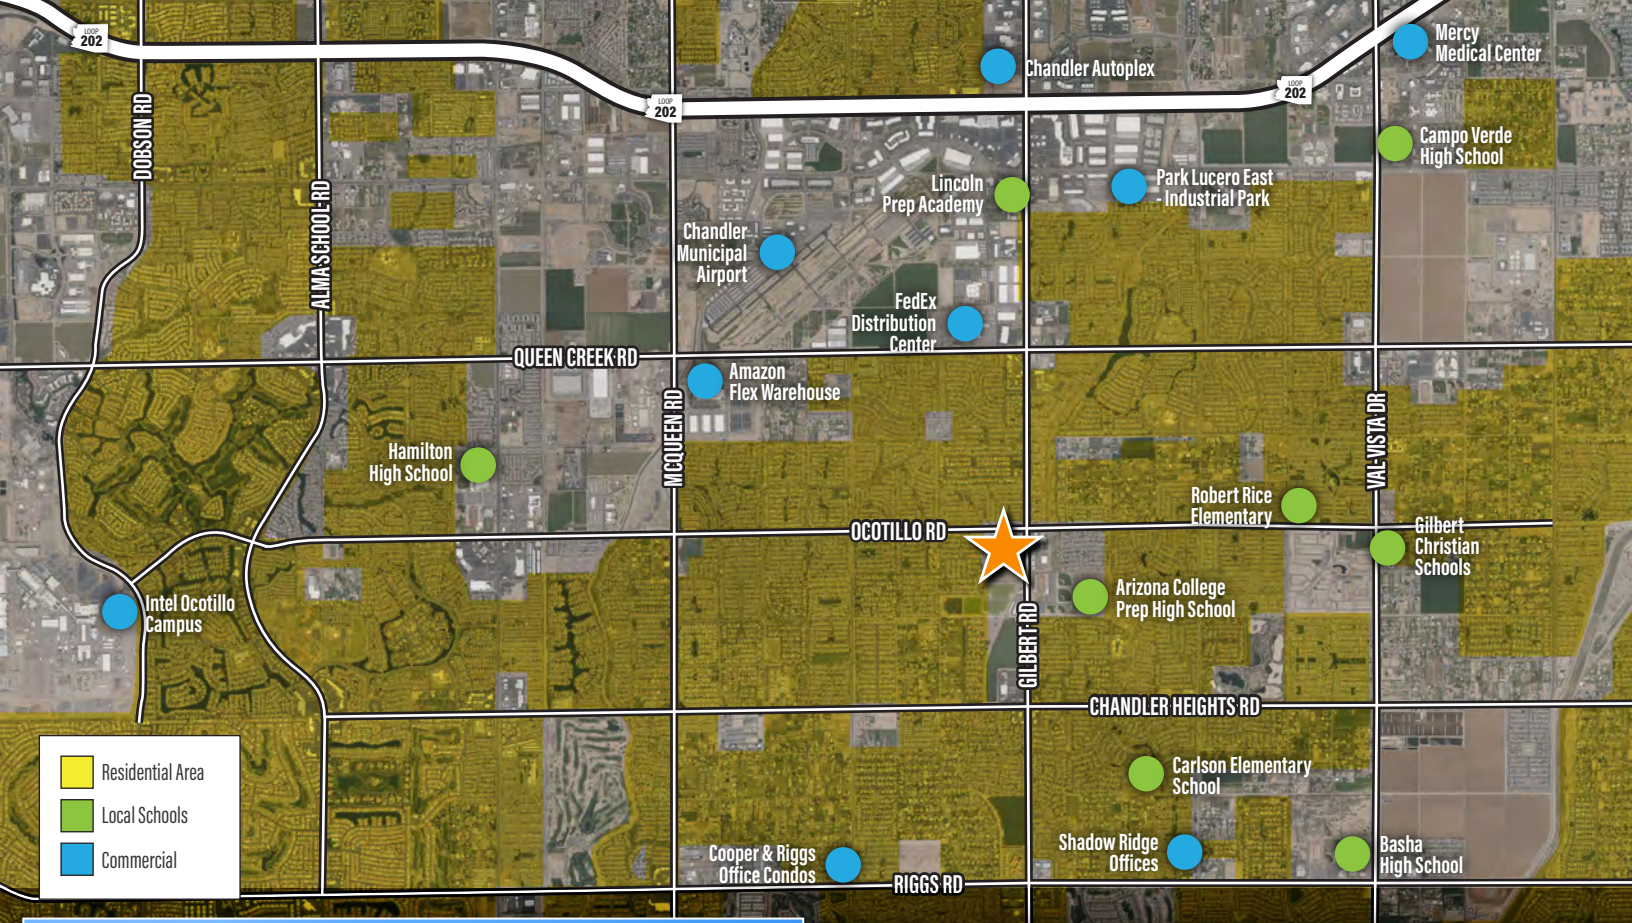 LOOP
202
Mercy
Medical Center
Chandler Autoplex
LOOP
202
LOOP
202
DOBSON RD
Campo Verde
High School
Lincoln
Prep Academy
Park Lucero East
- Industrial Park
ALMA SCHOOL RD
Chandler
Municipal
Airport
FedEx
Distribution
Center
QUEEN CREEK RD
Amazon
Flex Warehouse
MCQUEEN RD
VAL VISTA DR
Hamilton
High School
Robert Rice
Elementary
OCOTILLO RD
Gilbert
Christian
Schools
Intel Ocotillo
Campus
Arizona College
Prep High School
GILBERT RD
CHANDLER HEIGHTS RD
Residential Area
Local Schools
Commercial
Carlson Elementary
School
Shadow Ridge
Offices
Basha
High School
Cooper & Riggs
Office Condos
RIGGS RD